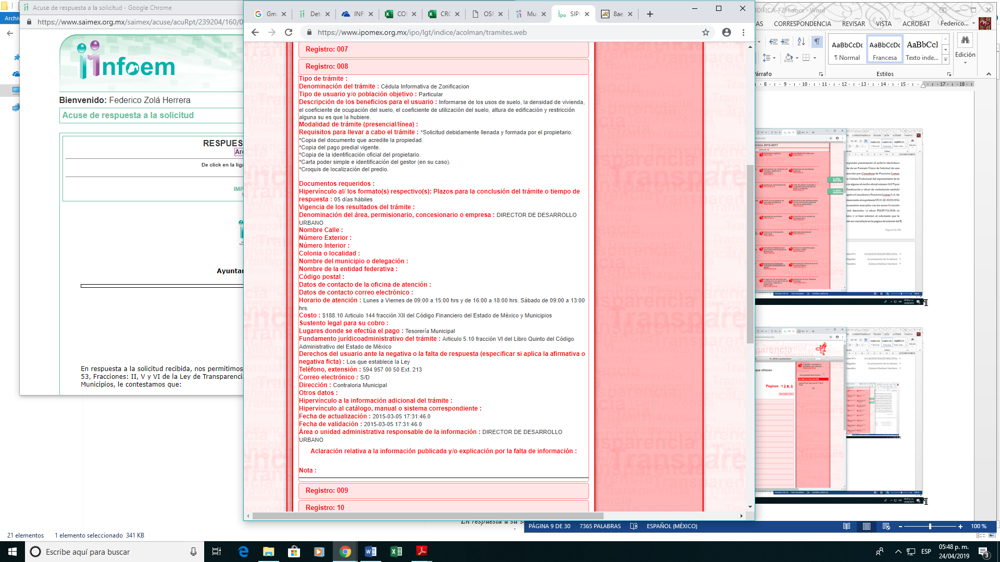 Acuse de respuesta a la solicitud - Google Chrome
https://www.saimex.org.mx/saimex/acuse/acuRpt/239204/160/0
Archiv
infoem
Bienvenido: Federico Zolá Herrera
Acuse de respuesta a la solicitud
RESPUES
Arc
De click en la liga
IMP
Ayuntan
En respuesta a la solicitud recibida, nos permitimos
53, Fracciones: II, V y VI de la Ley de Transparencia
Municipios, le contestamos que:
21 elementos 1 elemento seleccionado 341 KB
Gm Det INF CON CRO OSF Mu SIPO 8ae
https://www.ipomex.org.mx/ipo/lgt/indice/acolman/tramites.web
Registro: 007
Registro: 008
Tipo de trámite :
Denominación del trámite : Cédula Informativa de Zonificacion
Tipo de usuario y/o población objetivo : Particular
Descripción de los beneficios para el usuario : Informarse de los usos de suelo, la densidad de vivienda,
el coeficiente de ocupación del suelo, el coeficiente de utilización del suelo, altura de edificación y restricción
alguna su es que la hubiere.
Modalidad de trámite (presencial/línea) :
Requisitos para llevar a cabo el trámite : *Solicitud debidamente llenada y formada por el propietario.
*Copia del documento que acredite la propiedad.
*Copia del pago predial vigente.
*Copia de la identificación oficial del propietario.
*Carta poder simple e identificación del gestor (en su caso).
*Croquis de localización del predio.
Documentos requeridos :
Hipervínculo al/ los formato(s) respectivo(s): Plazos para la conclusión del trámite o tiempo de
respuesta : 05 días hábiles
Vigencia de los resultados del trámite :
Denominación del área, permisionario, concesionario o empresa : DIRECTOR DE DESARROLLO
URBANO
Nombre Calle :
Número Exterior :
Número Interior :
Colonia o localidad :
Nombre del municipio o delegación :
Nombre de la entidad federativa :
Código postal :
Datos de contacto de la oficina de atención :
Datos de contacto correo electrónico :
Horario de atención : Lunes a Viernes de 09:00 a 15:00 hrs y de 16:00 a 18:00 hrs. Sábado de 09:00 a 13:00
hrs.
Costo : $188.10 Articulo 144 fracción XII del Código Financiero del Estado de México y Municipios
Sustento legal para su cobro :
Lugares donde se efectúa el pago : Tesorería Municipal
Fundamento jurídicoadministrativo del trámite : Articulo 5.10 fracción VI del Libro Quinto del Código
Administrativo del Estado de México
Derechos del usuario ante la negativa o la falta de respuesta (especificar si aplica la afirmativa o
negativa ficta) : Los que establece la Ley
Teléfono, extensión : 594 957 00 50 Ext. 213
Correo electrónico : S/D
Dirección : Contraloria Municipal
Otros datos :
Hipervínculo a la información adicional del trámite :
Hipervínculo al catálogo, manual o sistema correspondiente :
Fecha de actualización : 2015-03-05 17:31:46.0
Fecha de validación : 2015-03-05 17:31:46.0
Área o unidad administrativa responsable de la información : DIRECTOR DE DESARROLLO
URBANO
Aclaración relativa a la información publicada y/o explicación por la falta de información :
Nota :
Registro: 009
Registro: 10
ODIFICA-FZH.docx - Word
AS CORRESPONDENCIA REVISAR VISTA ACROBAT Federico...
AaBbCcDc AaBbCcDc AaBbCcI
¶ Normal Francesa Texto inde...
Edición
Párrafo Estilos
8 9 10 11 12 13 14 15 17 18
PÁGINA 9 DE 30 7365 PALABRAS ESPAÑOL (MÉXICO) 100 %
Escribe aquí para buscar
ESP
05:48 p. m.
24/04/2019
3